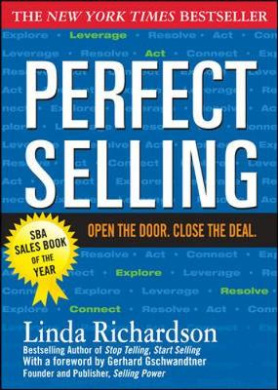 THE NEW YORK TIMES BESTSELLER
Explore Leverage Resolve Act Connect
Connect Explore
PERFECT
SELLING
OPEN THE DOOR. CLOSE THE DEAL.
SBA
SALES BOOK
OF THE
YEAR
Explore
Resolve
Connect
Linda Richardson
Bestselling Author of Stop Telling, Start Selling
With a foreword by Gerhard Gschwandtner
Founder and Publisher, Selling Power